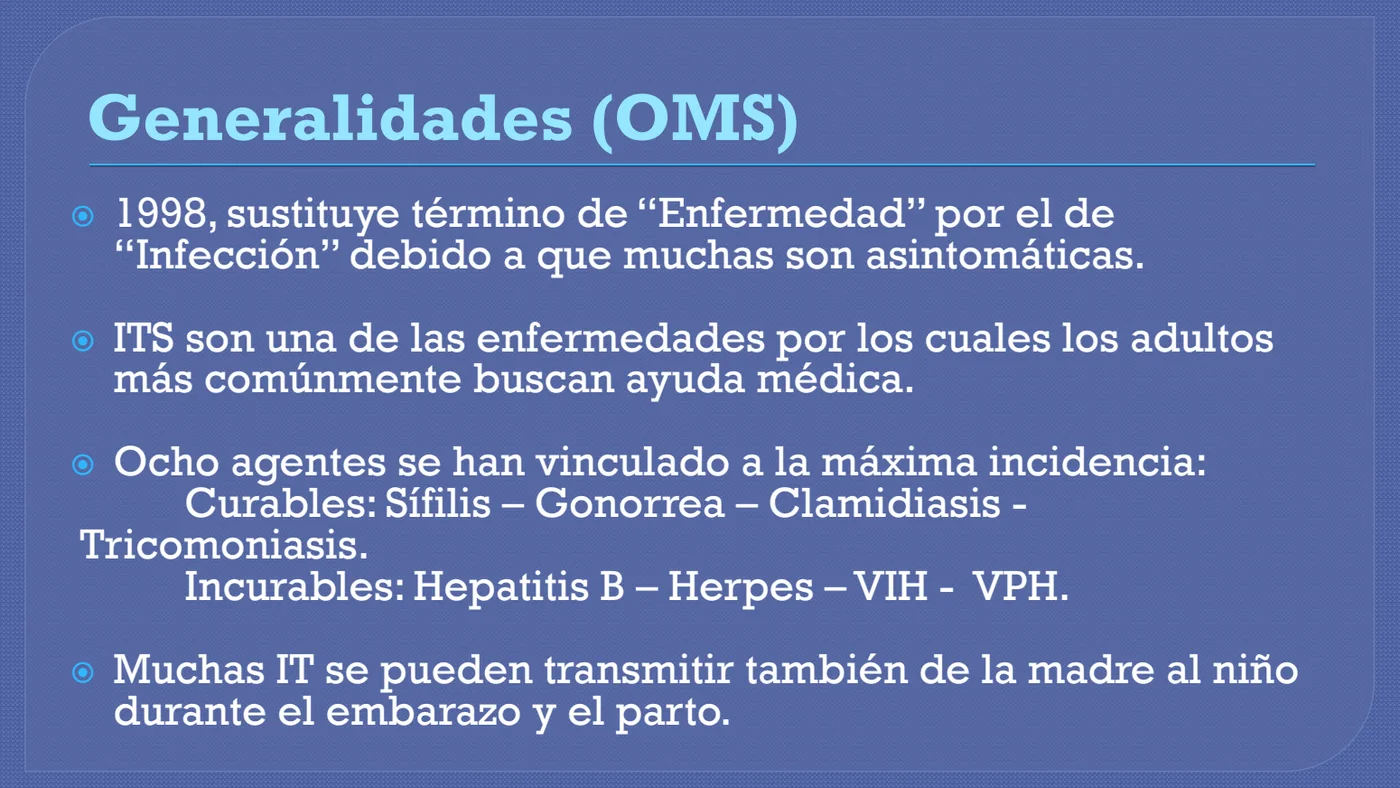 Generalidades (OMS)
1998, sustituye término de “Enfermedad” por el de
“Infección” debido a que muchas son asintomáticas.
ITS son una de las enfermedades por los cuales los adultos
más comúnmente buscan ayuda médica.
Ocho agentes se han vinculado a la máxima incidencia:
Curables: Sífilis – Gonorrea – Clamidiasis -
Tricomoniasis.
Incurables: Hepatitis B – Herpes – VIH - VPH.
Muchas IT se pueden transmitir también de la madre al niño
durante el embarazo y el parto.